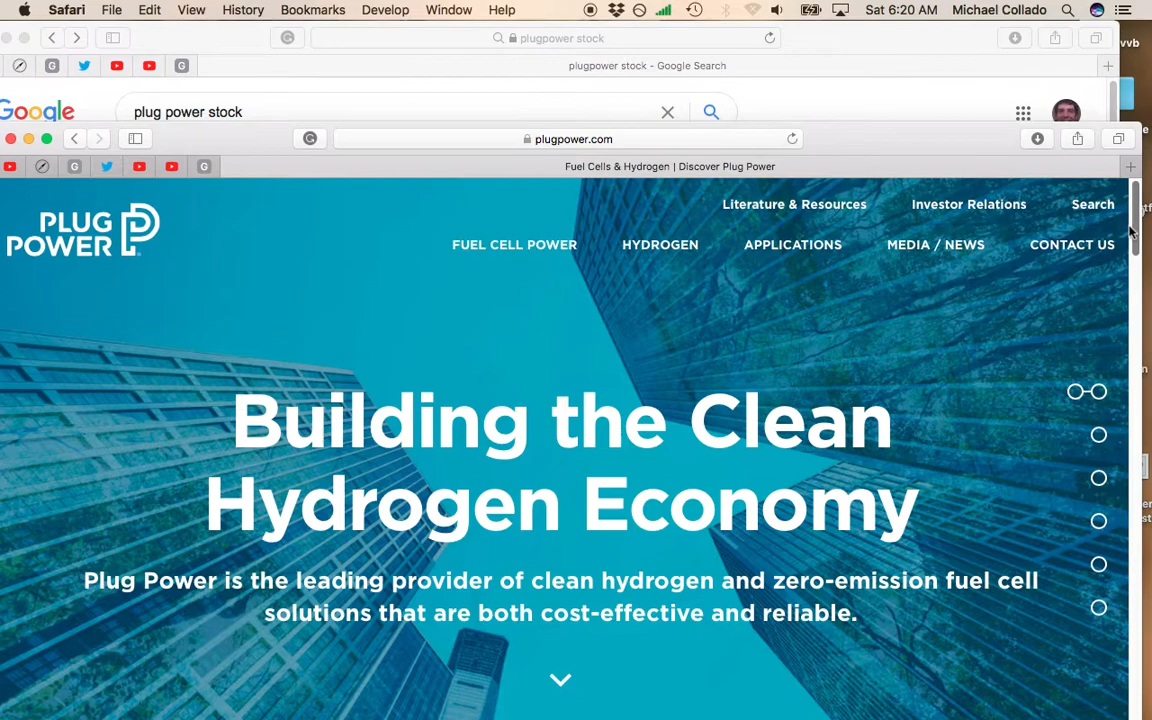 Safari File Edit View History Bookmarks Develop Window Help Sat 6:20 AM Michael Collado
plugpower stock
G G
plugpower stock - Google Search
Google plug power stock
plugpower.com
G G
Fuel Cells & Hydrogen | Discover Plug Power
Literature & Resources Investor Relations Search
PLUG
POWER
FUEL CELL POWER HYDROGEN APPLICATIONS MEDIA / NEWS CONTACT US
Building the Clean
Hydrogen Economy
Plug Power is the leading provider of clean hydrogen and zero-emission fuel cell
solutions that are both cost-effective and reliable.